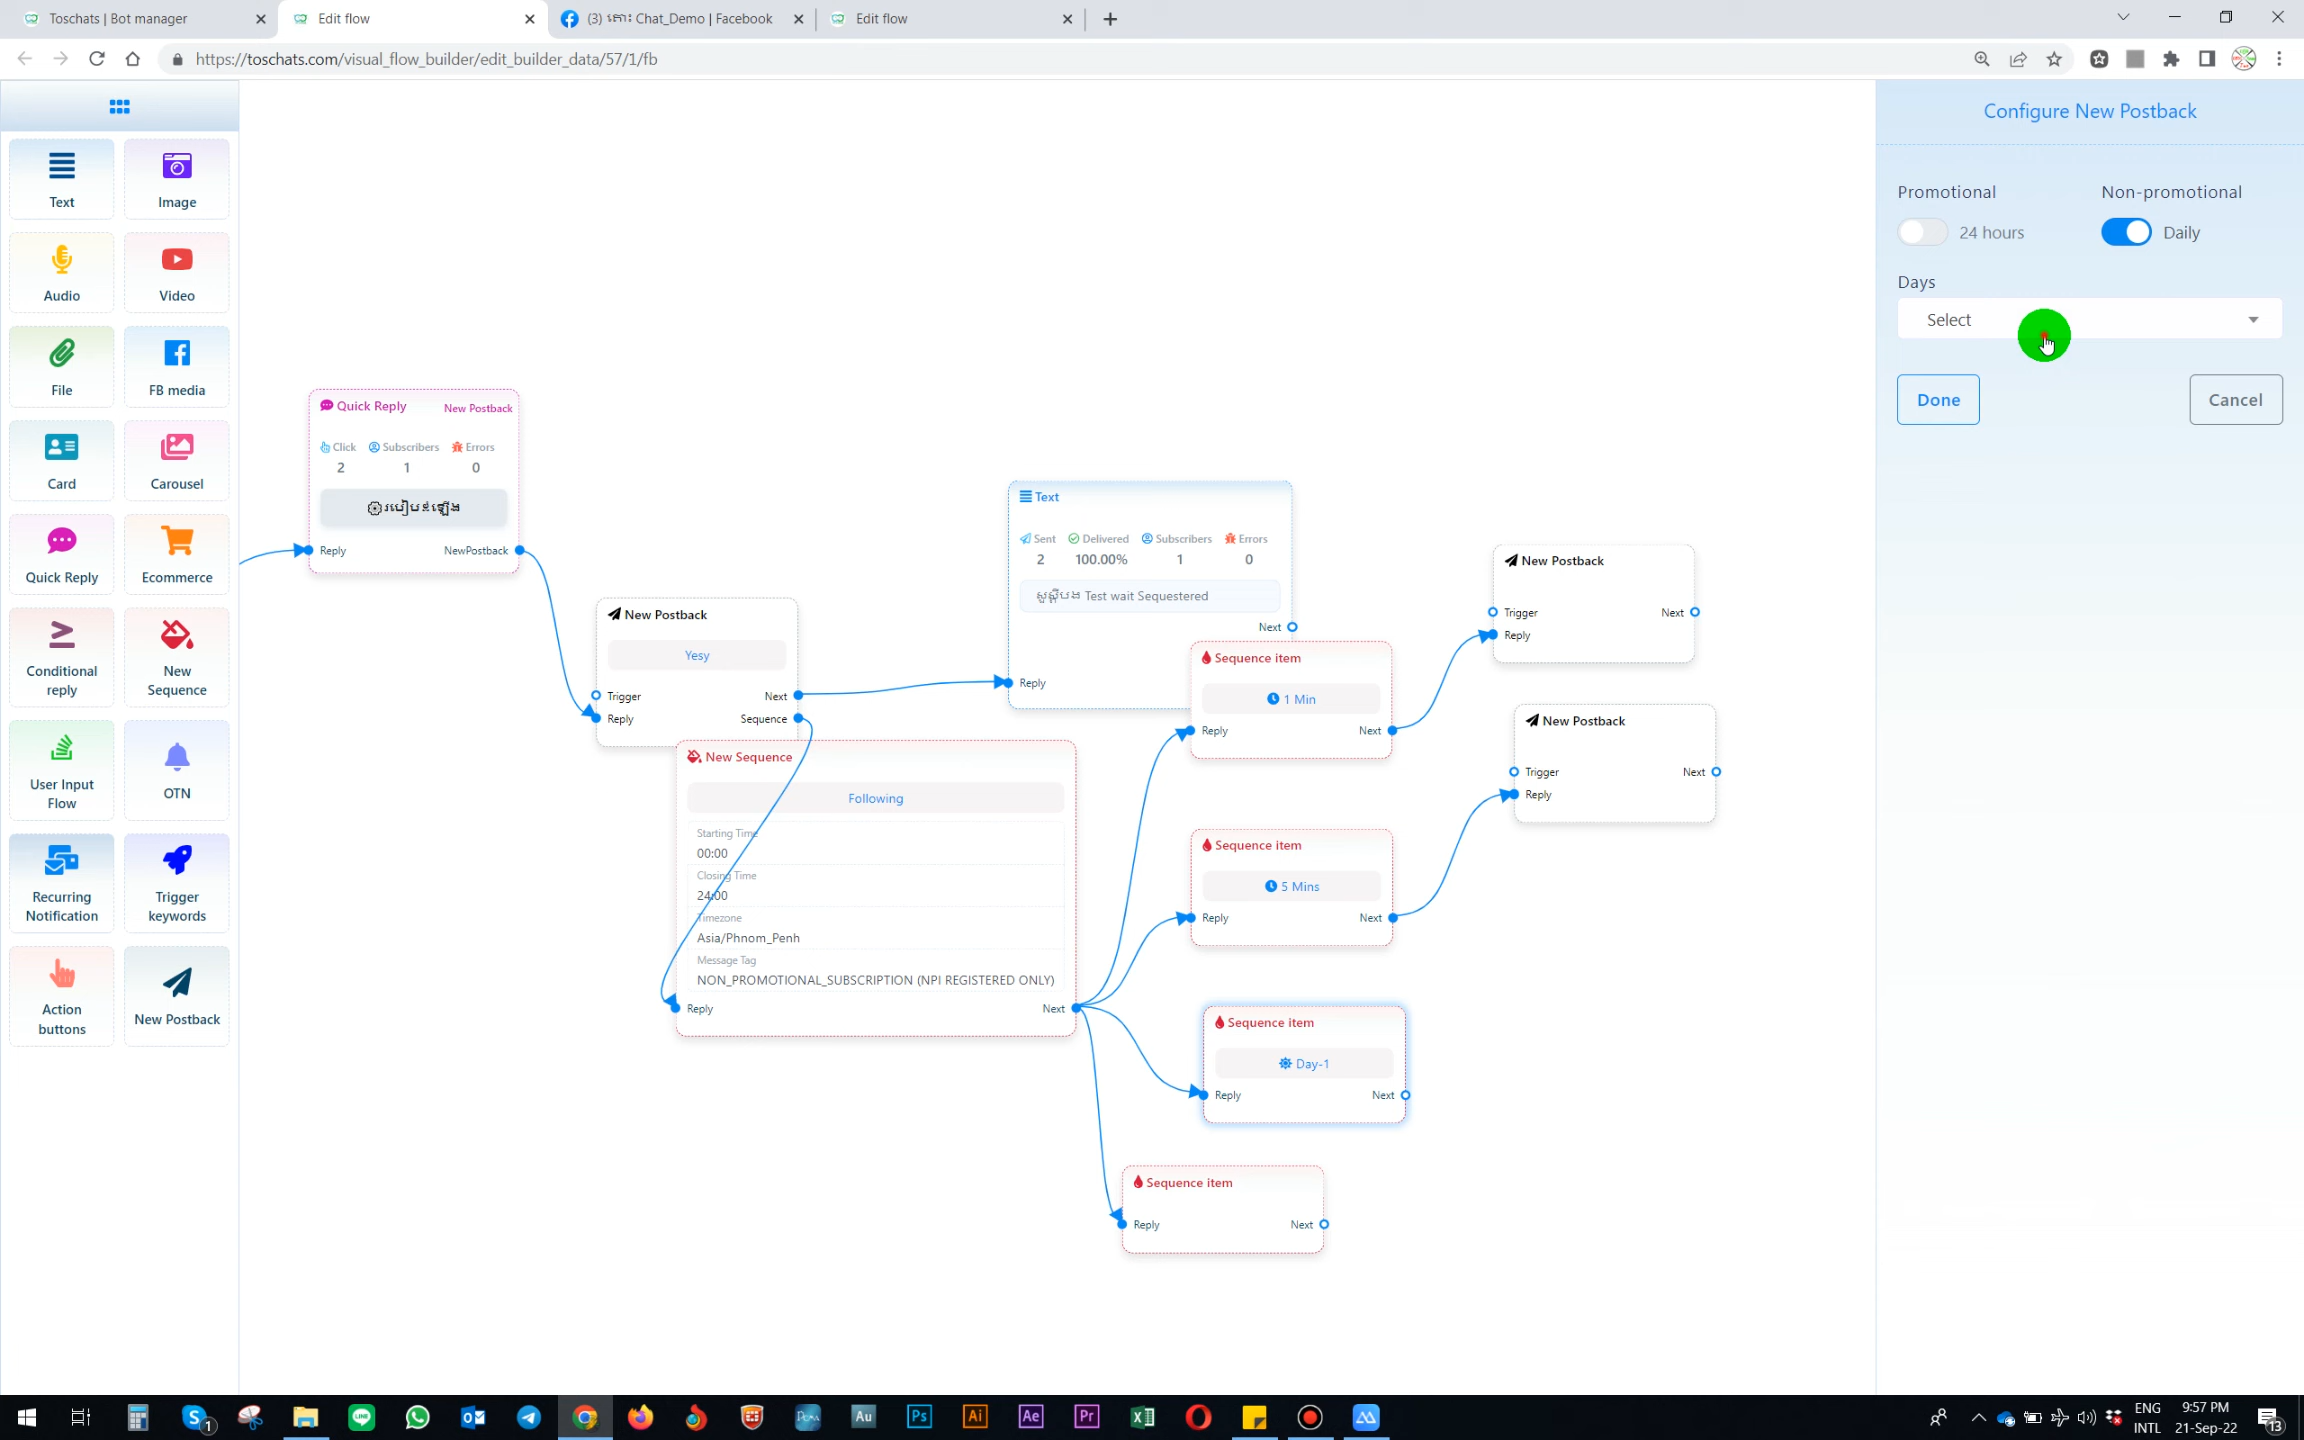 Toschats | Bot manager
Edit flow
(3) តេះ Chat_Demo | Facebook
Edit flow
https://toschats.com/visual_flow_builder/edit_builder_data/57/1/fb
Text
Image
Audio
Video
File
FB media
Card
Carousel
Quick Reply
Ecommerce
Conditional
reply
New
Sequence
User Input
Flow
OTN
Recurring
Notification
Trigger
keywords
Action
buttons
New Postback
Quick Reply
New Postback
Click
Subscribers
Errors
2
1
0
Reply
NewPostback
New Postback
Yesy
Trigger
Next
Reply
Sequence
New Sequence
Following
Starting Time
00:00
Closing Time
24:00
Timezone
Asia/Phnom_Penh
Message Tag
NON_PROMOTIONAL_SUBSCRIPTION (NPI REGISTERED ONLY)
Reply
Next
Text
Sent
Delivered
Subscribers
Errors
2
100.00%
1
0
សួស្តីបង Test wait Sequestered
Next
Reply
Sequence item
1 Min
Reply
Next
Sequence item
5 Mins
Reply
Next
Sequence item
Day-1
Reply
Next
Sequence item
Reply
Next
New Postback
Trigger
Next
Reply
New Postback
Trigger
Next
Reply
Configure New Postback
Promotional
Non-promotional
24 hours
Daily
Days
Select
Done
Cancel
ENG
INTL
9:57 PM
21-Sep-22
13